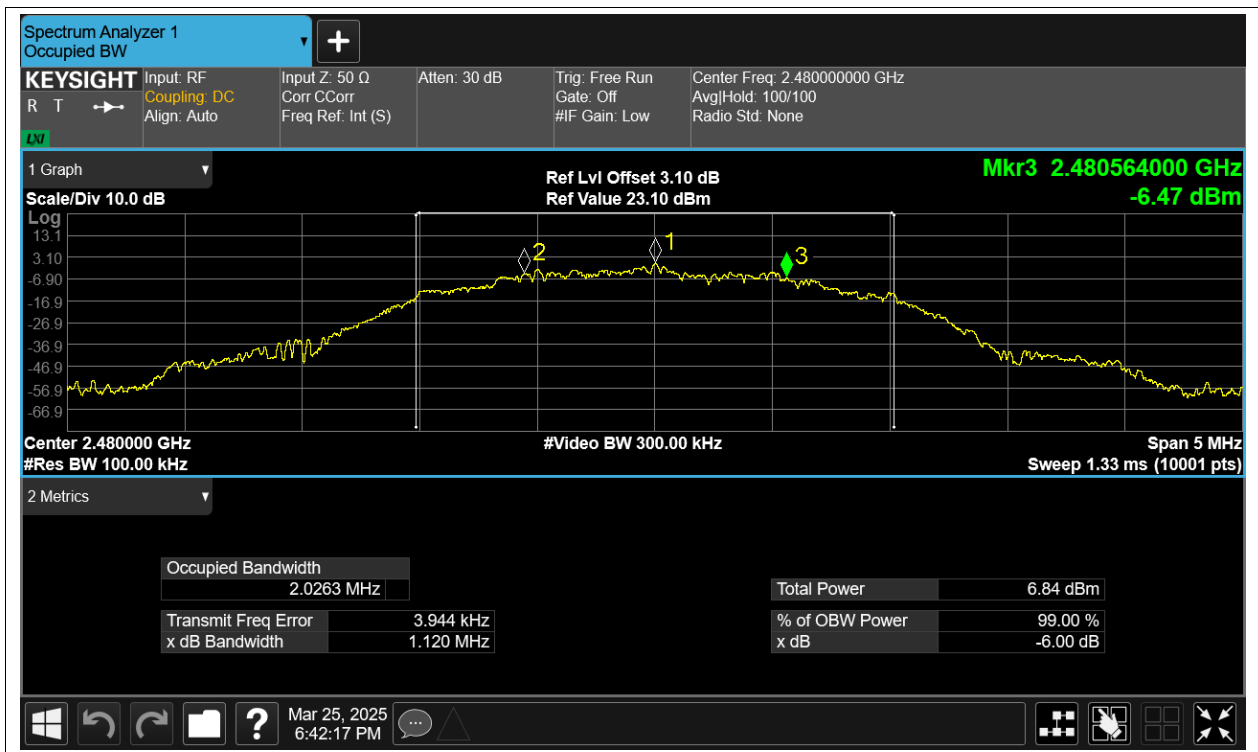 Spectrum Analyzer 1
Occupied BW
KEYSIGHT
R T
LXI
Input: RF
Coupling: DC
Align: Auto
Input Z: 50 Ω
Corr CCorr
Freq Ref: Int (S)
Atten: 30 dB
Trig: Free Run
Gate: Off
#IF Gain: Low
Center Freq: 2.480000000 GHz
Avg|Hold: 100/100
Radio Std: None
1 Graph
Scale/Div 10.0 dB
Ref Lvl Offset 3.10 dB
Ref Value 23.10 dBm
Mkr3 2.480564000 GHz
-6.47 dBm
Log
13.1
3.10
-6.90
-16.9
-26.9
-36.9
-46.9
-56.9
-66.9
2
1
3
Center 2.480000 GHz
#Video BW 300.00 kHz
Span 5 MHz
#Res BW 100.00 kHz
Sweep 1.33 ms (10001 pts)
2 Metrics
Occupied Bandwidth
2.0263 MHz
Total Power 6.84 dBm
Transmit Freq Error 3.944 kHz
% of OBW Power 99.00 %
x dB Bandwidth 1.120 MHz
x dB -6.00 dB
?
Mar 25, 2025
6:42:17 PM